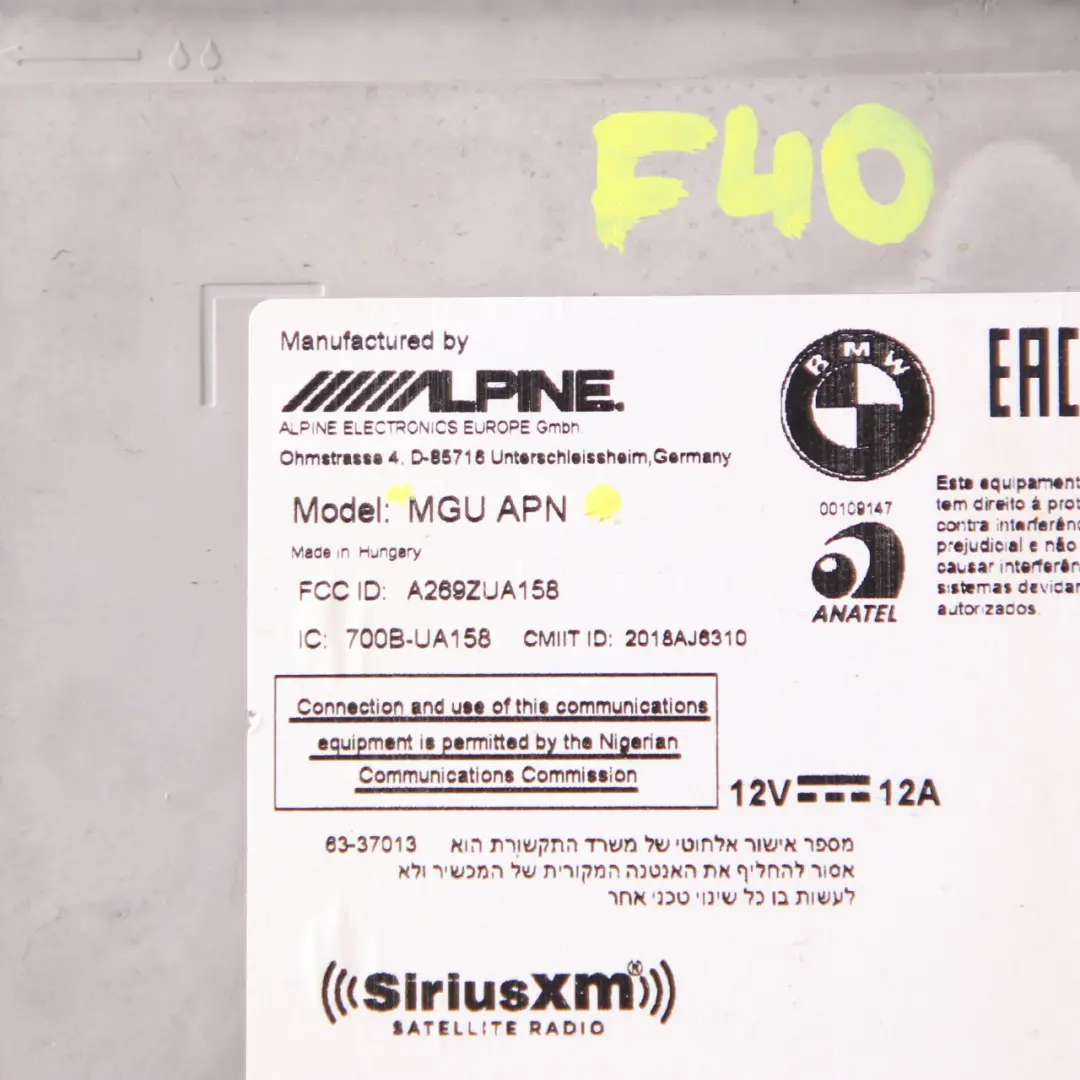 F40
Manufactured by
ALPINE.
ALPINE ELECTRONICS EUROPE Gmbh
Ohmstrasse 4, D-85716 Unterschleissheim,Germany
Model: MGU APN
Made in Hungary
FCC ID: A269ZUA158
IC: 700B-UA158 CMIIT ID: 2018AJ6310
Connection and use of this communications
equipment is permitted by the Nigerian
Communications Commission
BMW
EAC
00109147
ANATEL
Este equipament
tem direito à prot
contra interferênc
prejudicial e não
causar interferên
sistemas devidan
autorizados.
12V 12A
מספר אישור אלחוטי של משרד התקשורת הוא 63-37013
אסור להחליף את האנטנה המקורית של המכשיר ולא
לעשות בו כל שינוי טכני אחר
(((SiriusXm®)))
SATELLITE RADIO